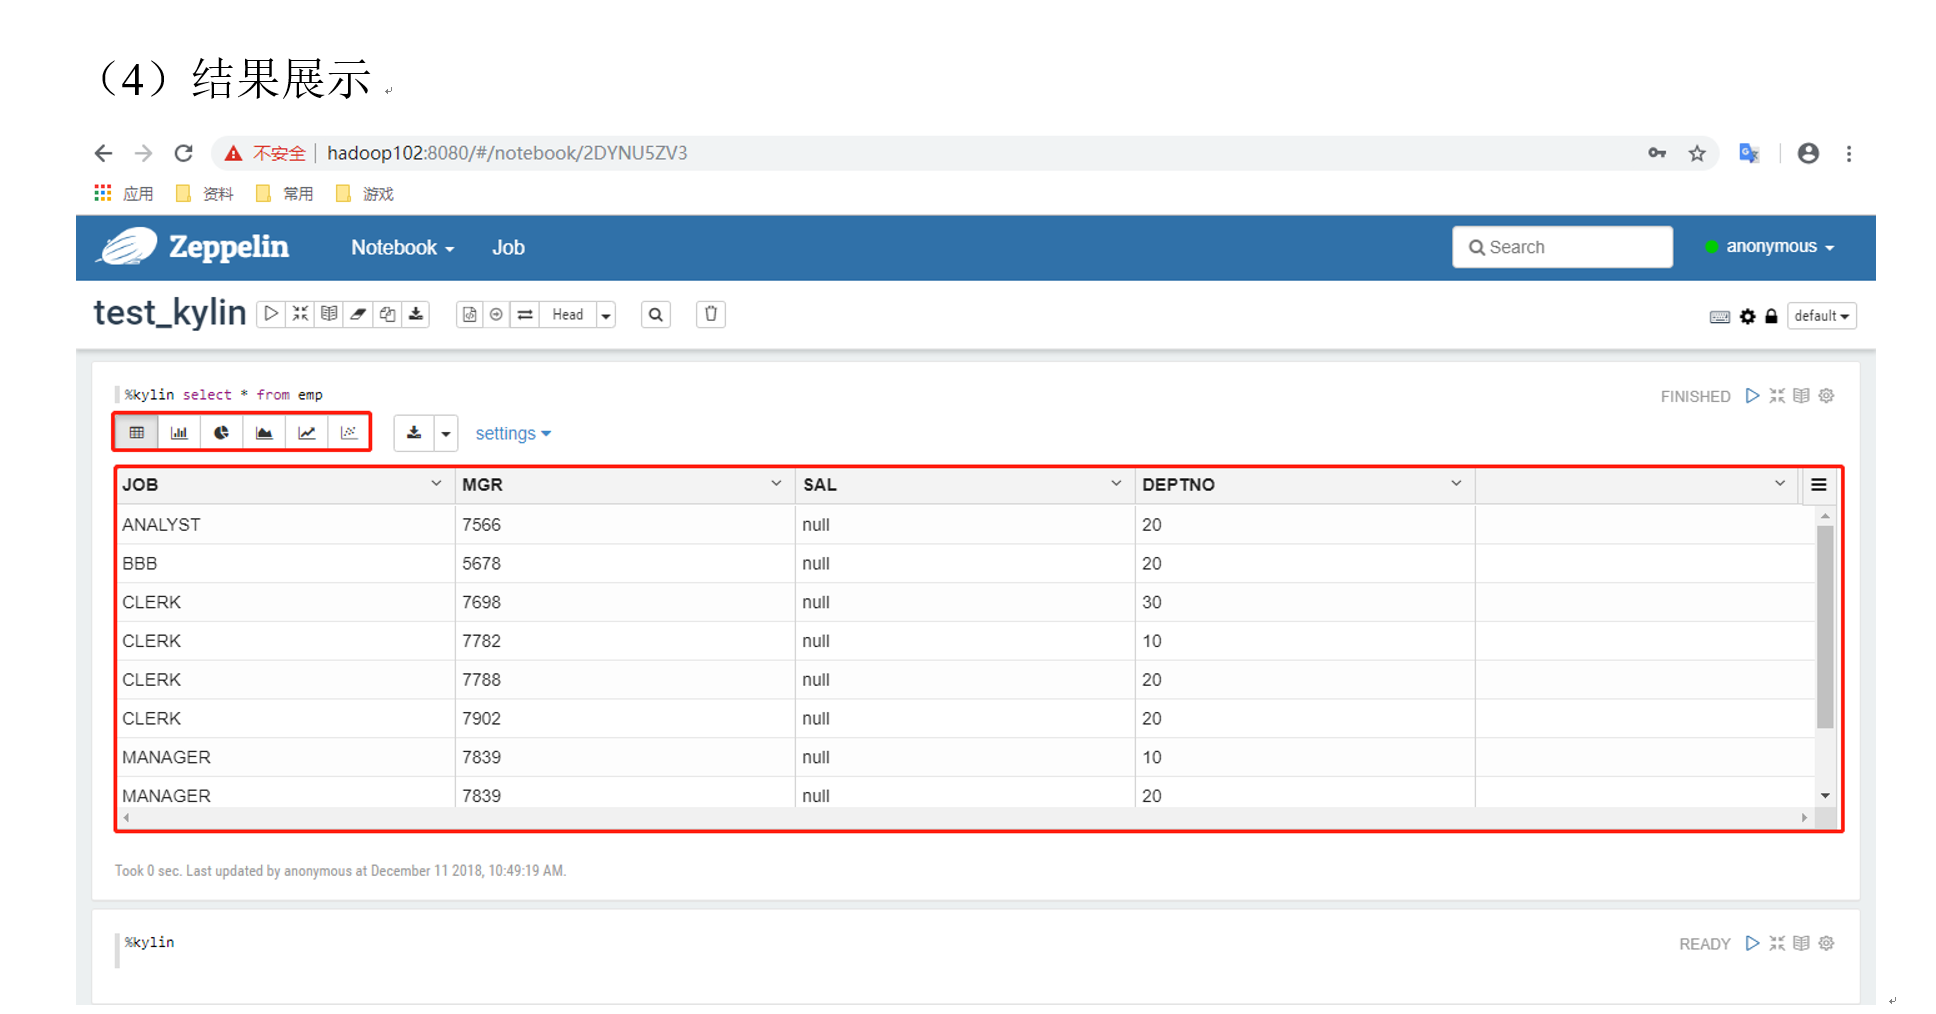 （4）结果展示
不安全 hadoop102:8080/#/notebook/2DYNU5ZV3
应用 资料 常用 游戏
Zeppelin Notebook Job Search anonymous
test_kylin Head default
%kylin select * from emp FINISHED
settings
JOB MGR SAL DEPTNO
ANALYST 7566 null 20
BBB 5678 null 20
CLERK 7698 null 30
CLERK 7782 null 10
CLERK 7788 null 20
CLERK 7902 null 20
MANAGER 7839 null 10
MANAGER 7839 null 20
Took 0 sec. Last updated by anonymous at December 11 2018, 10:49:19 AM.
%kylin READY